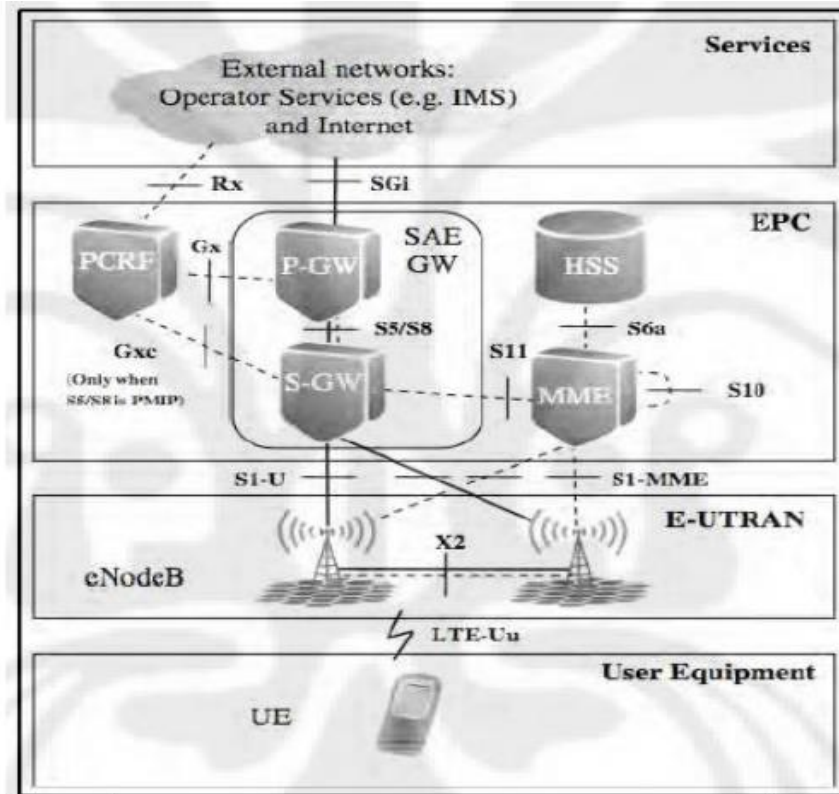 Services
External networks:
Operator Services (e.g. IMS)
and Internet
Rx
SGi
EPC
SAE
GW
PCRF
Gx
P-GW
HSS
S5/S8
S6a
Gxc
S11
(Only when
S5/S8 is PMIP)
S-GW
MME
S10
S1-U
S1-MME
E-UTRAN
X2
eNodeB
LTE-Uu
User Equipment
UE